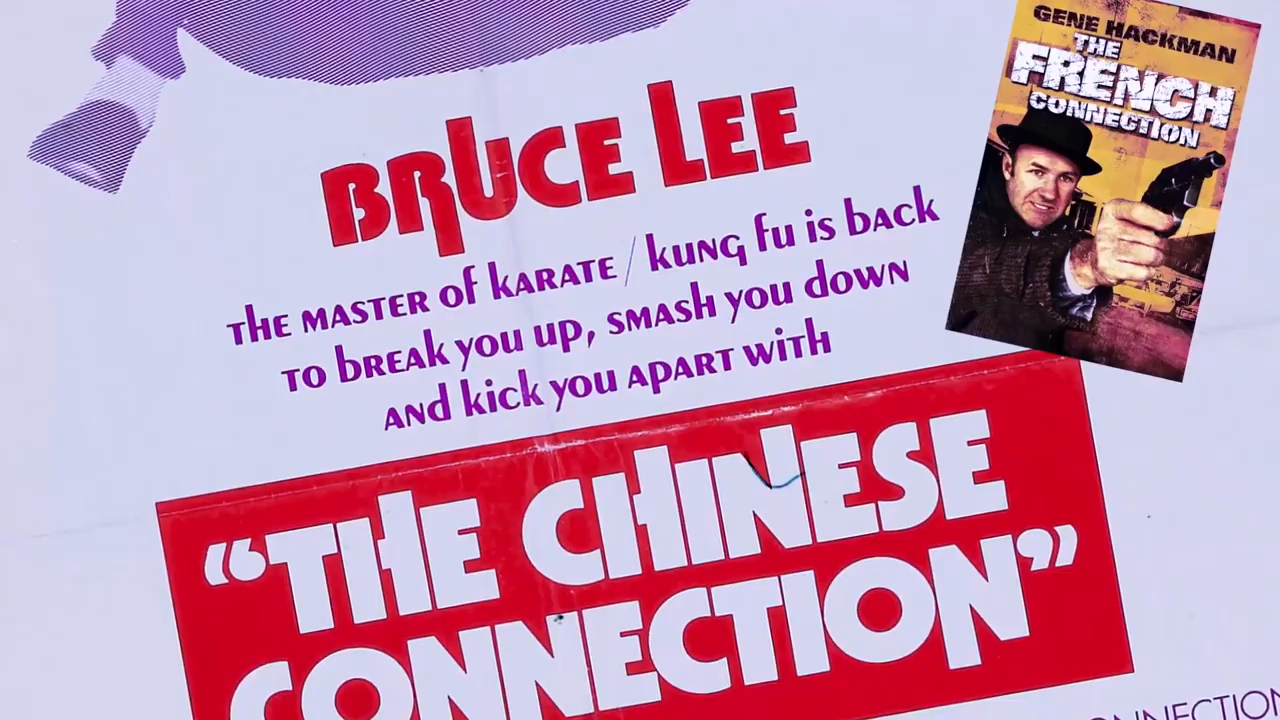 BRUCE LEE
THE MASTER of KARATE / KUNG fu is back
TO BREAK you up, SMASH you down
ANd kick you APART wiTH
“THE CHINESE
CONNECTION”
GENE HACKMAN
THE
FRENCH
CONNECTION